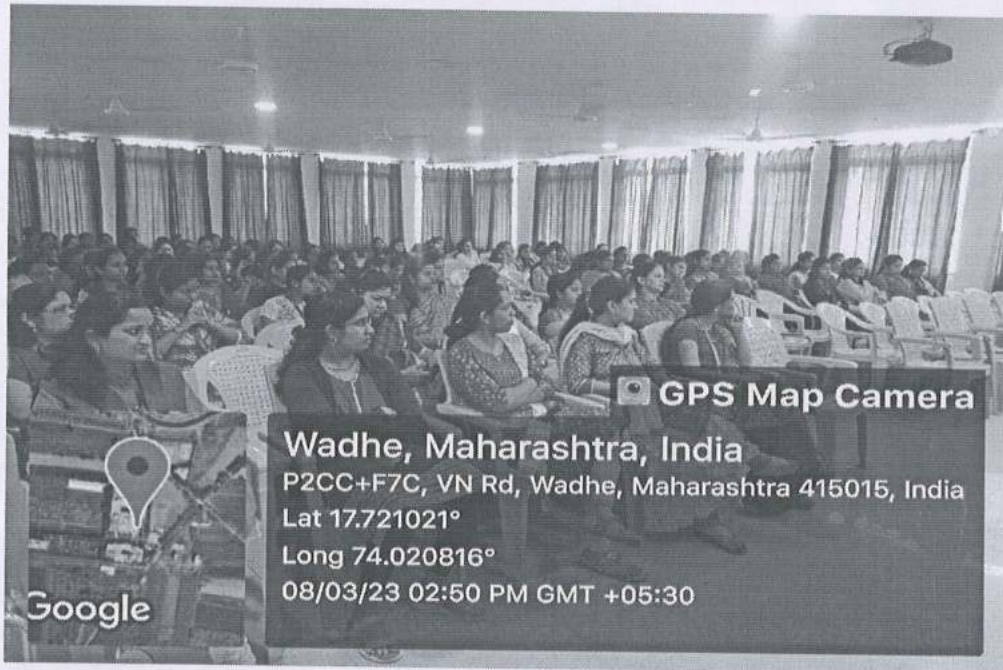 GPS Map Camera
Wadhe, Maharashtra, India
P2CC+F7C, VN Rd, Wadhe, Maharashtra 415015, India
Lat 17.721021°
Long 74.020816°
08/03/23 02:50 PM GMT +05:30
Google